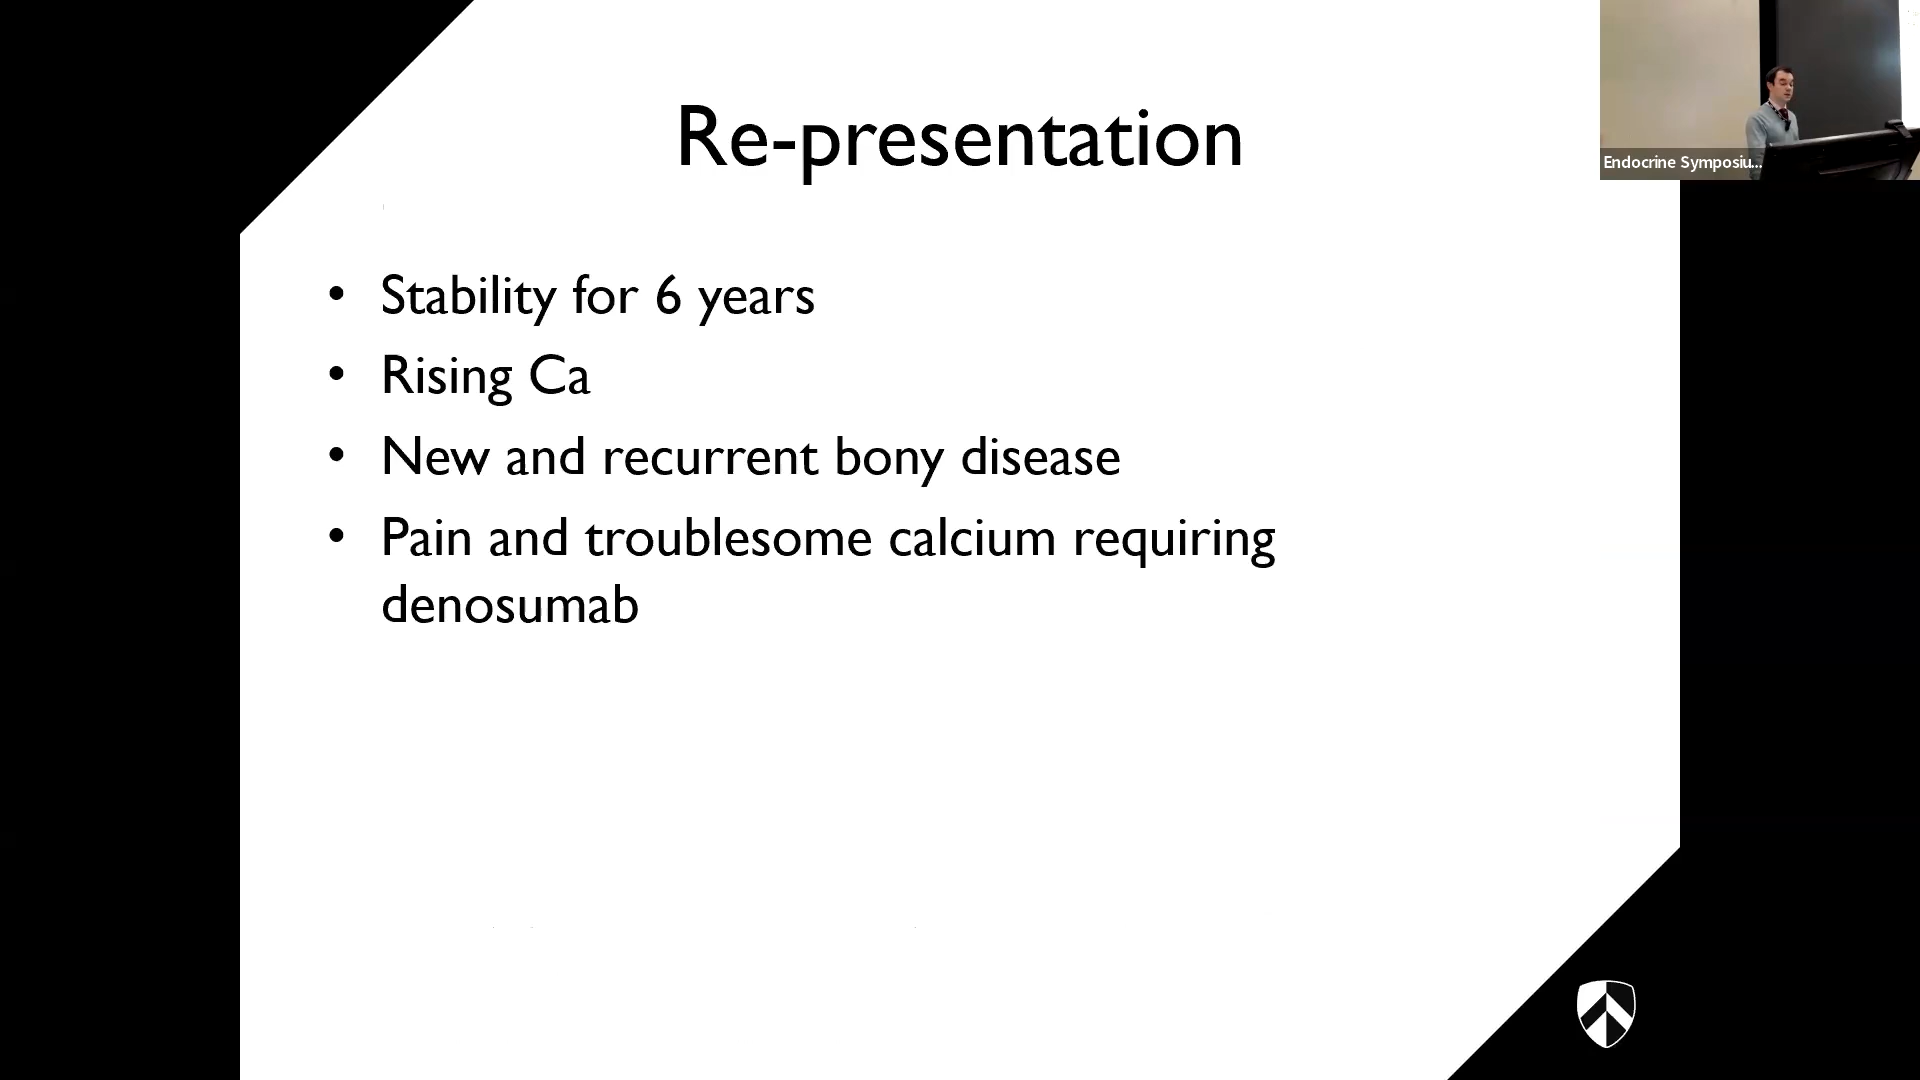 Re-presentation
Endocrine Symposiu...
• Stability for 6 years
• Rising Ca
• New and recurrent bony disease
• Pain and troublesome calcium requiring
denosumab